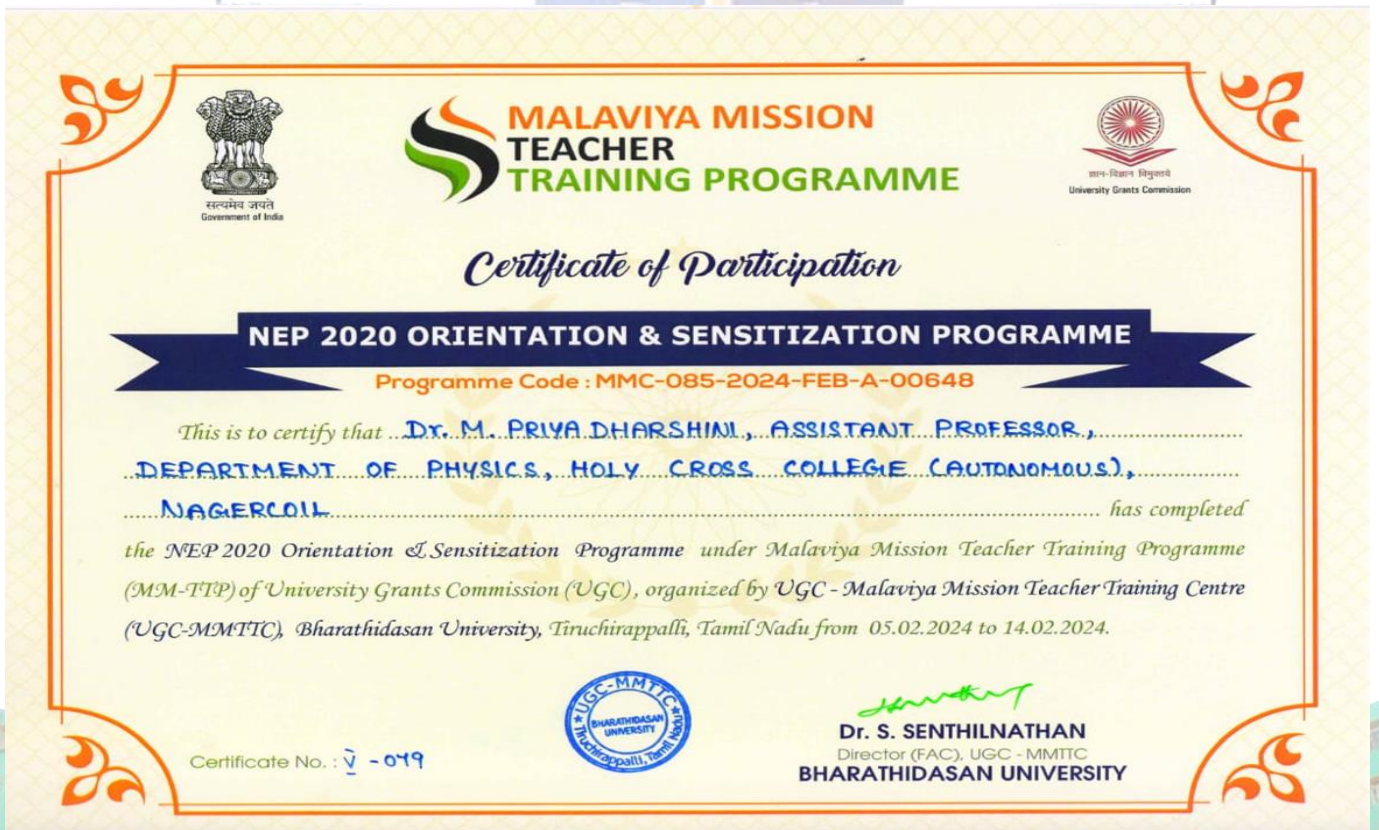 सत्यमेव जयते
Government of India
MALAVIYA MISSION
TEACHER
TRAINING PROGRAMME
ज्ञान-विज्ञान विमुक्तये
University Grants Commission
Certificate of Participation
NEP 2020 ORIENTATION & SENSITIZATION PROGRAMME
Programme Code : MMC-085-2024-FEB-A-00648
This is to certify that Dr. M. PRIYA DHARSHINI, ASSISTANT PROFESSOR,
DEPARTMENT OF PHYSICS, HOLY CROSS COLLEGE (AUTONOMOUS),
NAGERCOIL has completed
the NEP 2020 Orientation & Sensitization Programme under Malaviya Mission Teacher Training Programme
(MM-TTP) of University Grants Commission (UGC), organized by UGC - Malaviya Mission Teacher Training Centre
(UGC-MMTTC), Bharathidasan University, Tiruchirappalli, Tamil Nadu from 05.02.2024 to 14.02.2024.
UGC-MMTTC
BHARATHIDASAN
UNIVERSITY
Tiruchirappalli, Tamil Nadu
Certificate No. : V - 049
Dr. S. SENTHILNATHAN
Director (FAC), UGC - MMTTC
BHARATHIDASAN UNIVERSITY